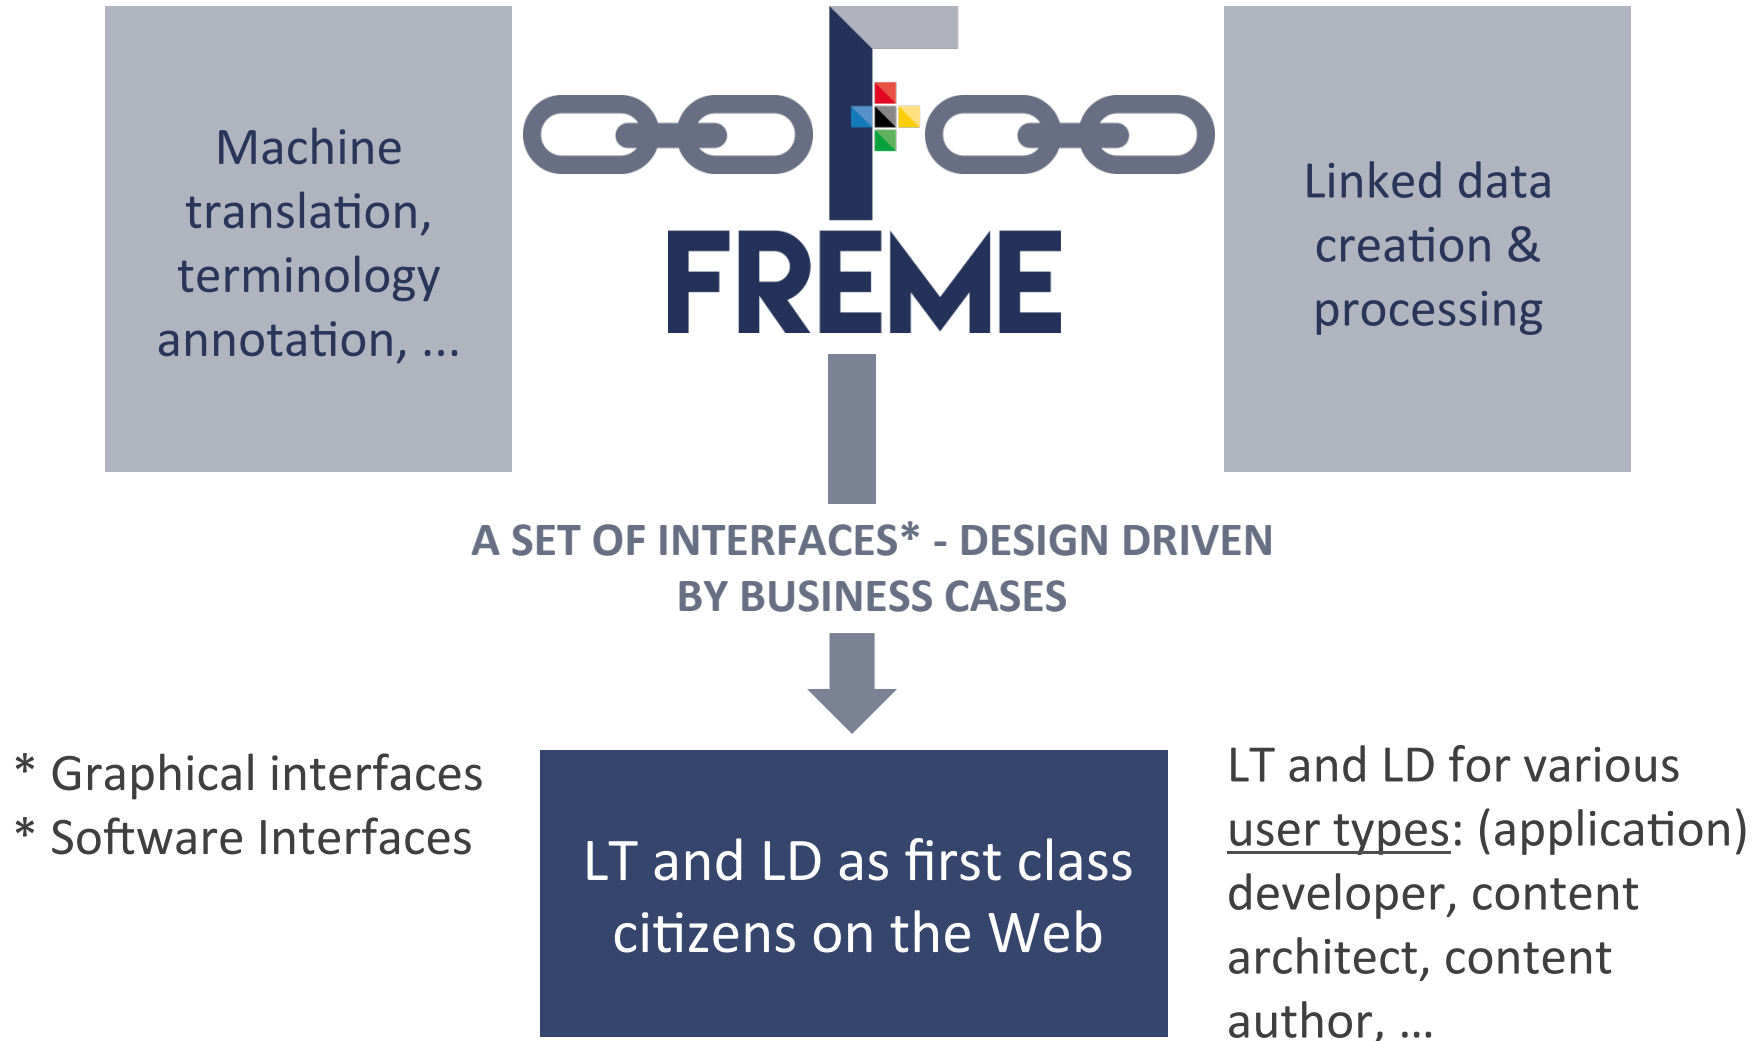 Machine
translation,
terminology
annotation, ...
FREME
Linked data
creation &
processing
A SET OF INTERFACES* - DESIGN DRIVEN
BY BUSINESS CASES
* Graphical interfaces
* Software Interfaces
LT and LD as first class
citizens on the Web
LT and LD for various
user types: (application)
developer, content
architect, content
author, ...